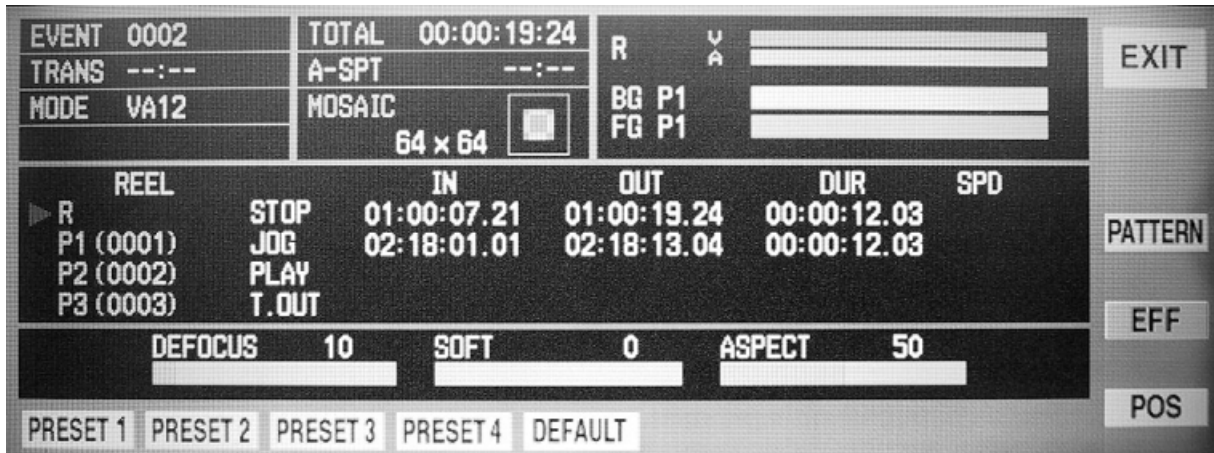 EVENT 0002
TRANS --:--
MODE VA12
TOTAL 00:00:19:24
A-SPT --:--
MOSAIC
64 × 64
R V
A
BG P1
FG P1
EXIT
REEL IN OUT DUR SPD
R STOP 01:00:07.21 01:00:19.24 00:00:12.03
P1 (0001) JOG 02:18:01.01 02:18:13.04 00:00:12.03
P2 (0002) PLAY
P3 (0003) T.OUT
PATTERN
EFF
DEFOCUS 10 SOFT 0 ASPECT 50
POS
PRESET 1 PRESET 2 PRESET 3 PRESET 4 DEFAULT